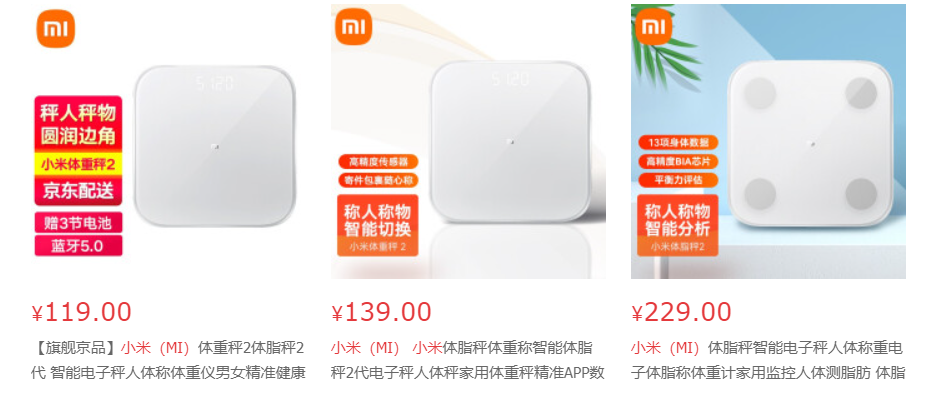 秤人秤物
圆润边角
小米体重秤2
京东配送
赠3节电池
蓝牙5.0
¥119.00
【旗舰京品】小米（MI）体重秤2体脂秤2
代 智能电子秤人体称体重仪男女精准健康
高精度传感器
寄件包裹随心称
称人称物
智能切换
小米体重秤 2
¥139.00
小米（MI） 小米体脂秤体重称智能体脂
秤2代电子秤人体秤家用体重秤精准APP数
13项身体数据
高精度BIA芯片
平衡力评估
称人称物
智能分析
小米体脂秤2
¥229.00
小米（MI）体脂秤智能电子秤人体称重电
子体脂称体重计家用监控人体测脂肪 体脂